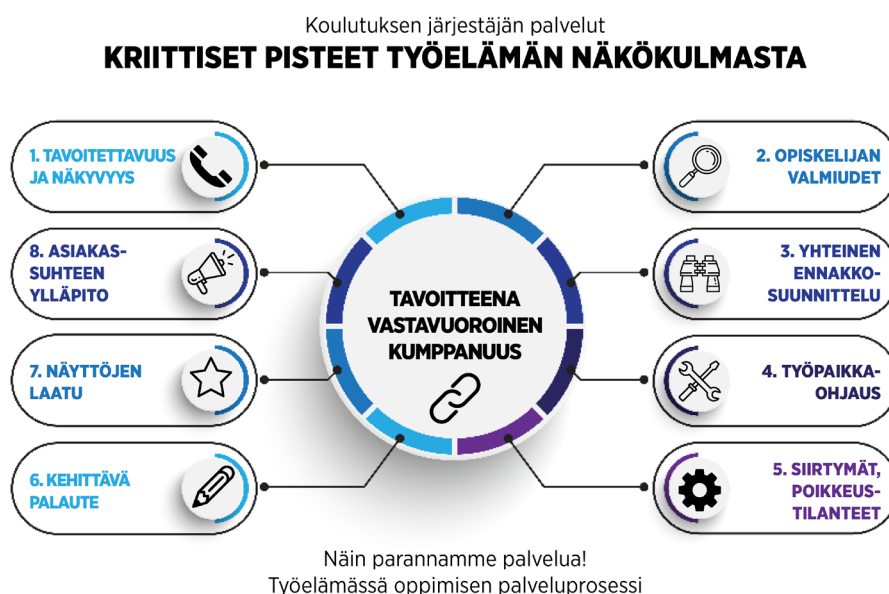 Koulutuksen järjestäjän palvelut
KRIITTISET PISTEET TYÖELÄMÄN NÄKÖKULMASTA
1. TAVOITETTAVUUS
JA NÄKYVYYS
2. OPISKELIJAN
VALMIUDET
8. ASIAKAS-
SUHTEEN
YLLÄPITO
3. YHTEINEN
ENNAKKO-
SUUNNITTELU
TAVOITTEENA
VASTAVUOROINEN
KUMPPANUUS
7. NÄYTTÖJEN
LAATU
4. TYÖPAIKKA-
OHJAUS
6. KEHITTÄVÄ
PALAUTE
5. SIIRTYMÄT,
POIKKEUS-
TILANTEET
Näin parannamme palvelua!
Työelämässä oppimisen palveluprosessi